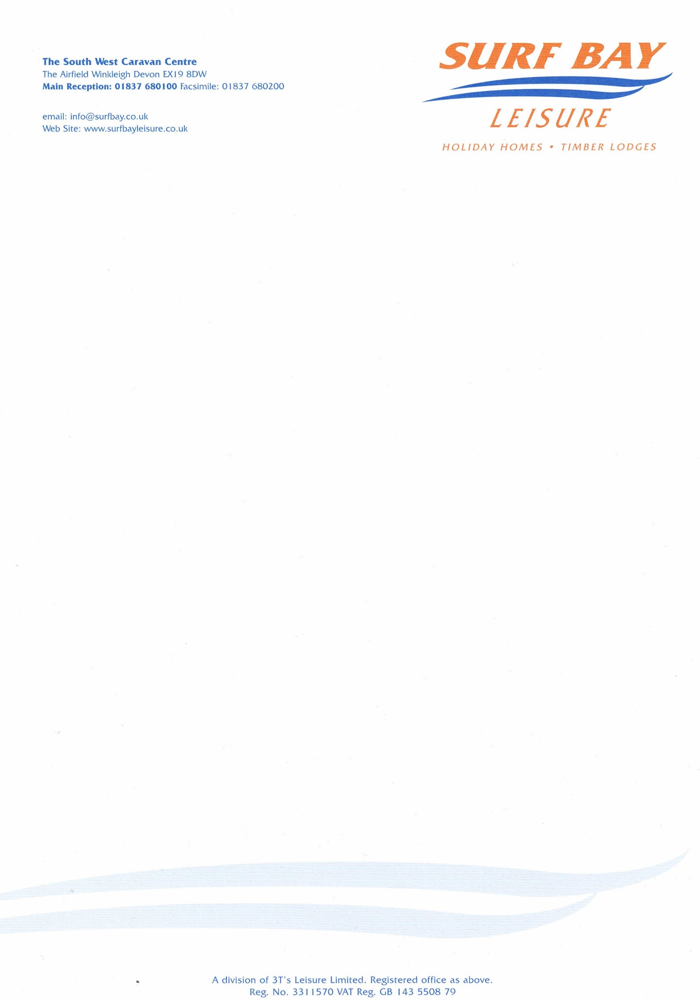 The South West Caravan Centre
The Airfield Winkleigh Devon EX19 8DW
Main Reception: 01837 680100 Facsimile: 01837 680200
email: info@surfbay.co.uk
Web Site: www.surfbayleisure.co.uk
SURF BAY
LEISURE
HOLIDAY HOMES • TIMBER LODGES
A division of 3T's Leisure Limited. Registered office as above.
Reg. No. 3311570 VAT Reg. GB 143 5508 79